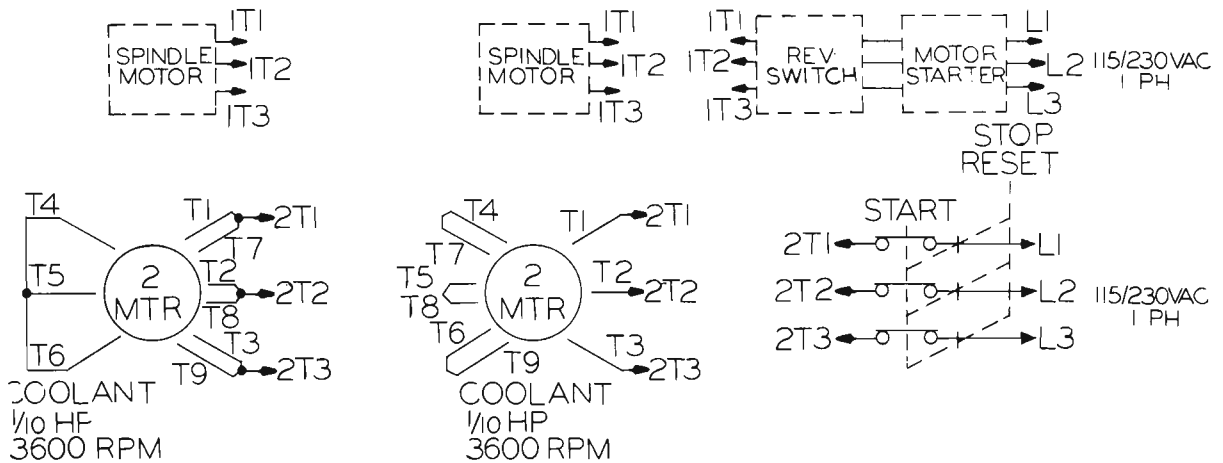 1T1
SPINDLE
MOTOR
1T2
1T3
1T1
SPINDLE
MOTOR
1T2
1T3
1T1
1T2
1T3
REV.
SWITCH
MOTOR
STARTER
L1
L2
L3
115/230VAC
1 PH
T4
T5
T6
2
MTR
T1
T7
T2
T8
T3
T9
2T1
2T2
2T3
COOLANT
1/10 HP
3600 RPM
T4
T7
T5
T8
T6
T9
2
MTR
T1
T2
T3
2T1
2T2
2T3
COOLANT
1/10 HP
3600 RPM
STOP
RESET
START
2T1
L1
2T2
L2
2T3
L3
115/230VAC
1 PH